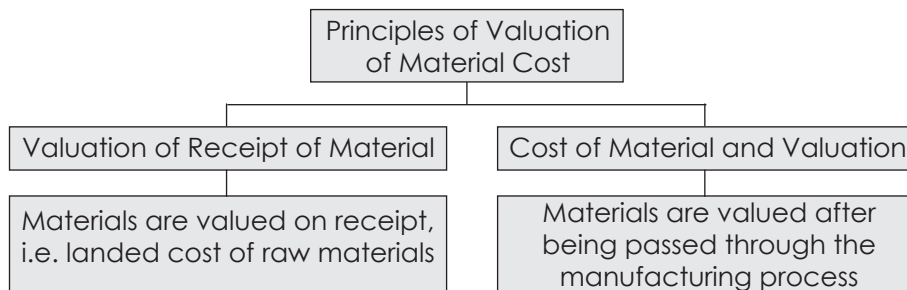 Principles of Valuation
of Material Cost
Valuation of Receipt of Material
Materials are valued on receipt,
i.e. landed cost of raw materials
Cost of Material and Valuation
Materials are valued after
being passed through the
manufacturing process